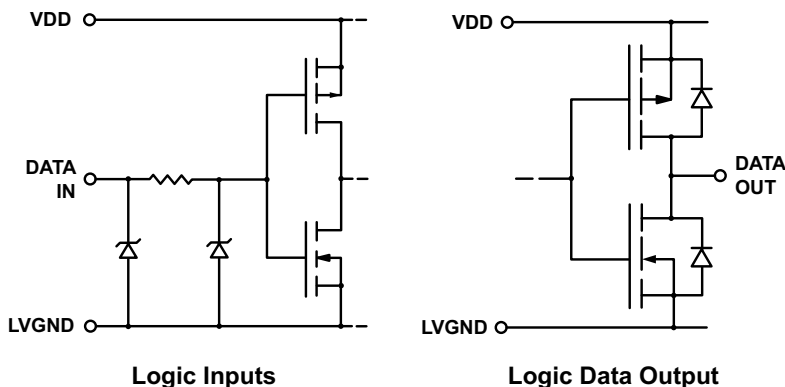 VDD
DATA
IN
LVGND
Logic Inputs
VDD
DATA
OUT
LVGND
Logic Data Output